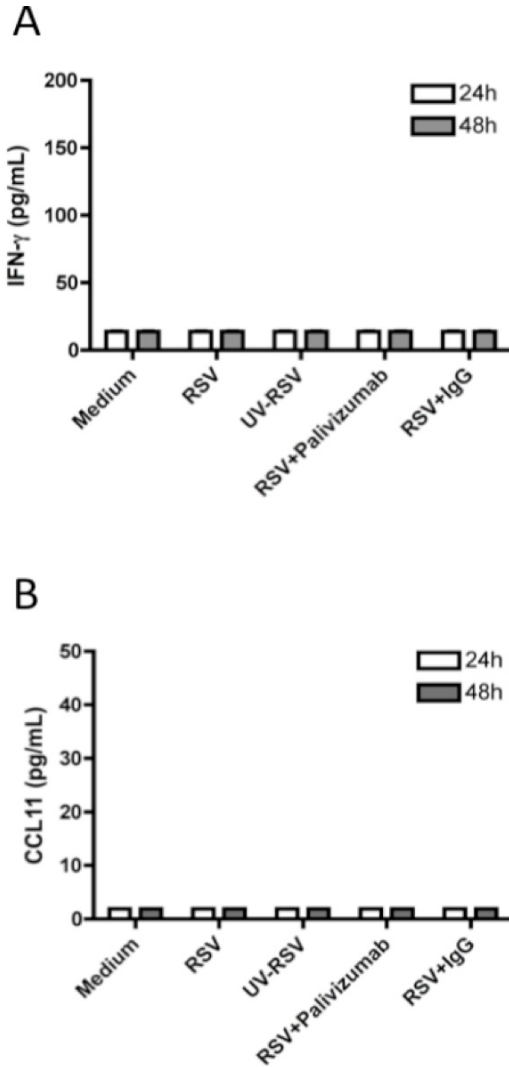 A
IFN-γ (pg/mL)
200
150
100
50
0
24h
48h
Medium
RSV
UV-RSV
RSV+Palivizumab
RSV+IgG
B
CCL11 (pg/mL)
50
40
30
20
10
0
24h
48h
Medium
RSV
UV-RSV
RSV+Palivizumab
RSV+IgG